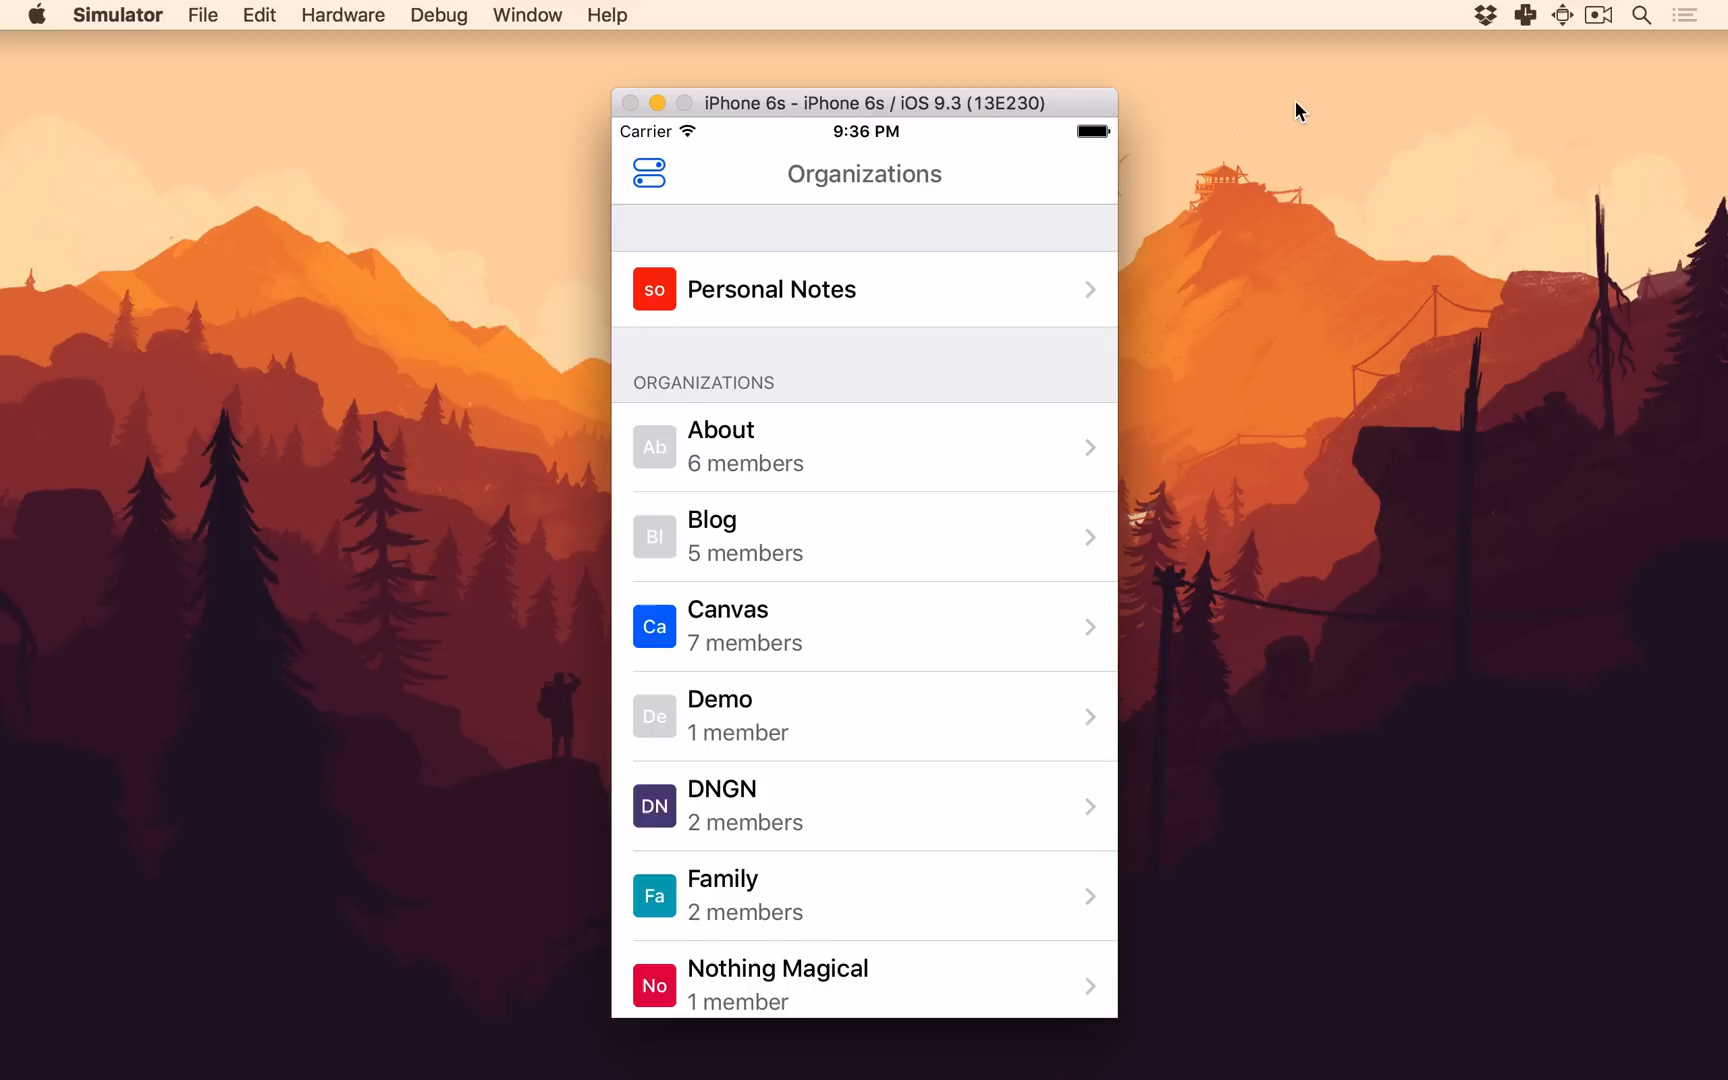 Simulator File Edit Hardware Debug Window Help
iPhone 6s - iPhone 6s / iOS 9.3 (13E230)
Carrier 9:36 PM
Organizations
so Personal Notes
ORGANIZATIONS
Ab About
6 members
Bl Blog
5 members
Ca Canvas
7 members
De Demo
1 member
DN DNGN
2 members
Fa Family
2 members
No Nothing Magical
1 member